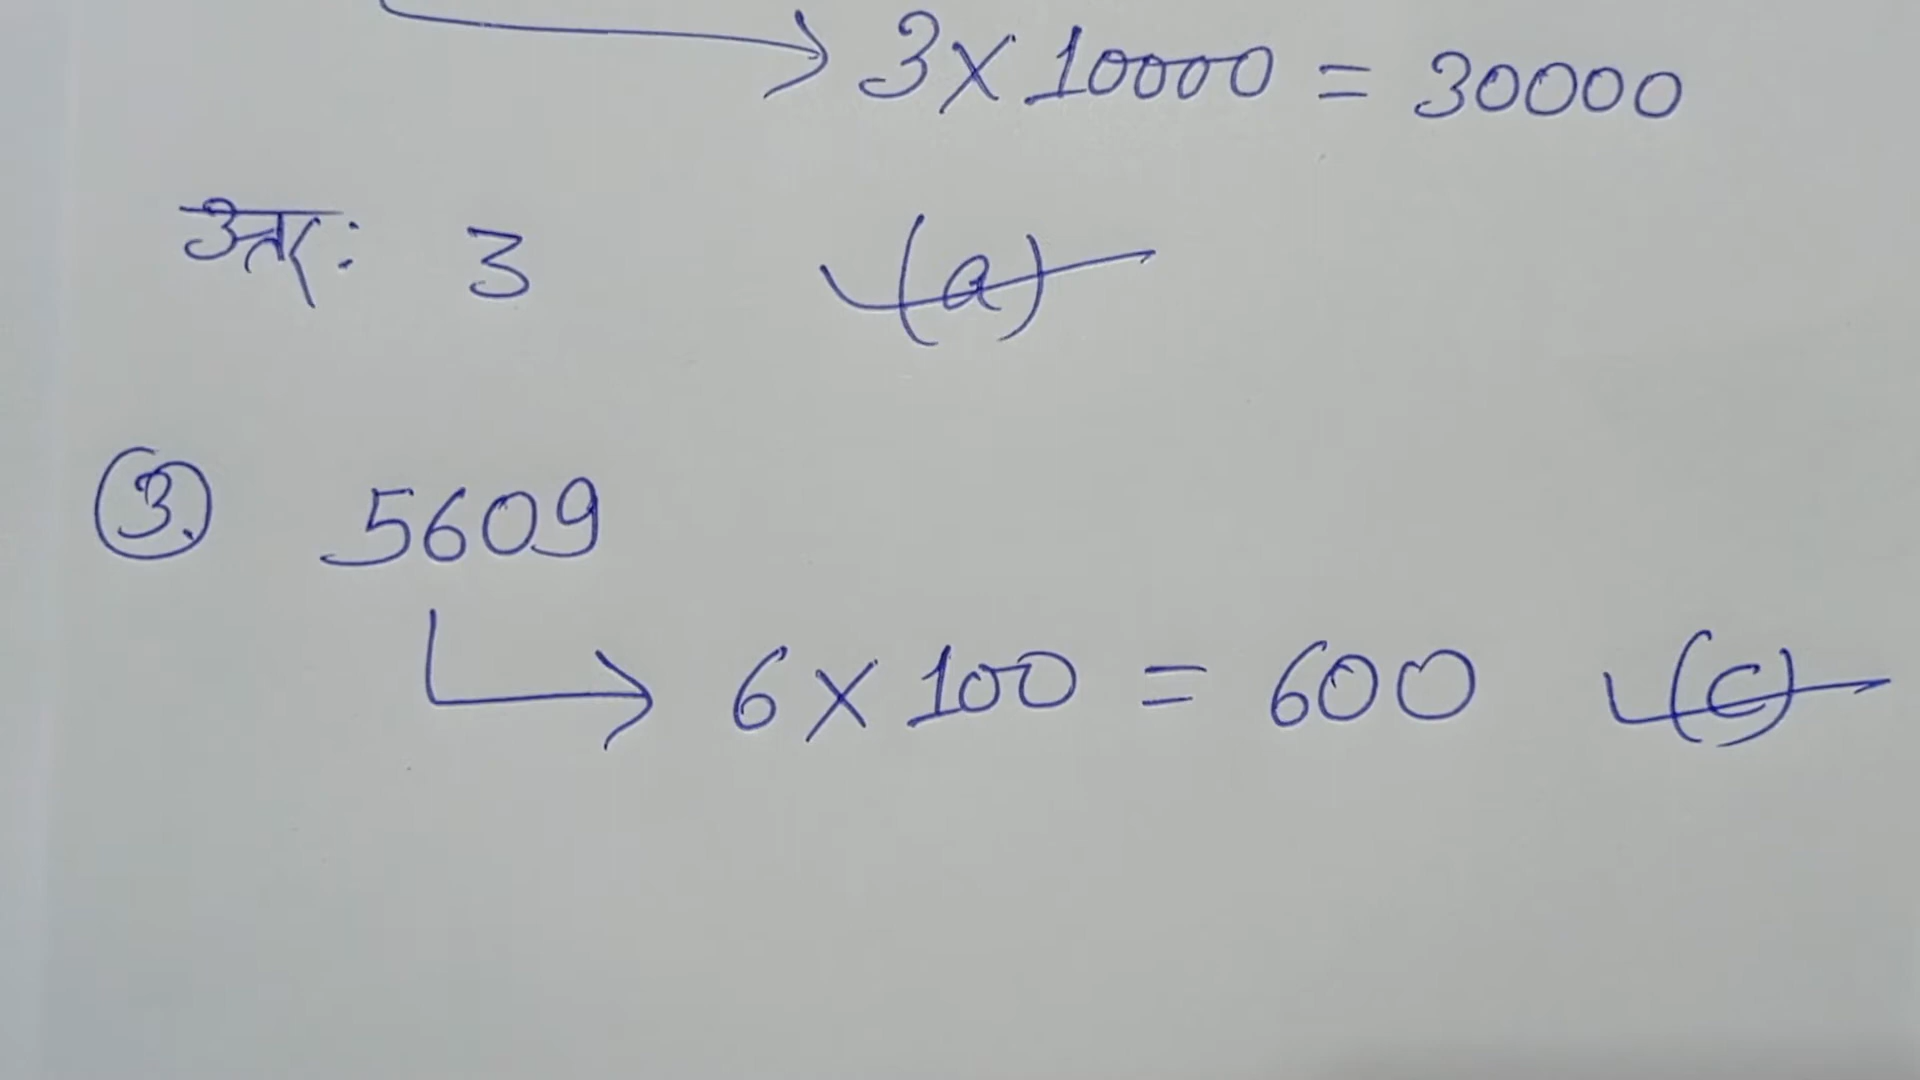 3 × 10000 = 30000
उत्तर: 3 (a)
3. 5609
6 × 100 = 600 (c)